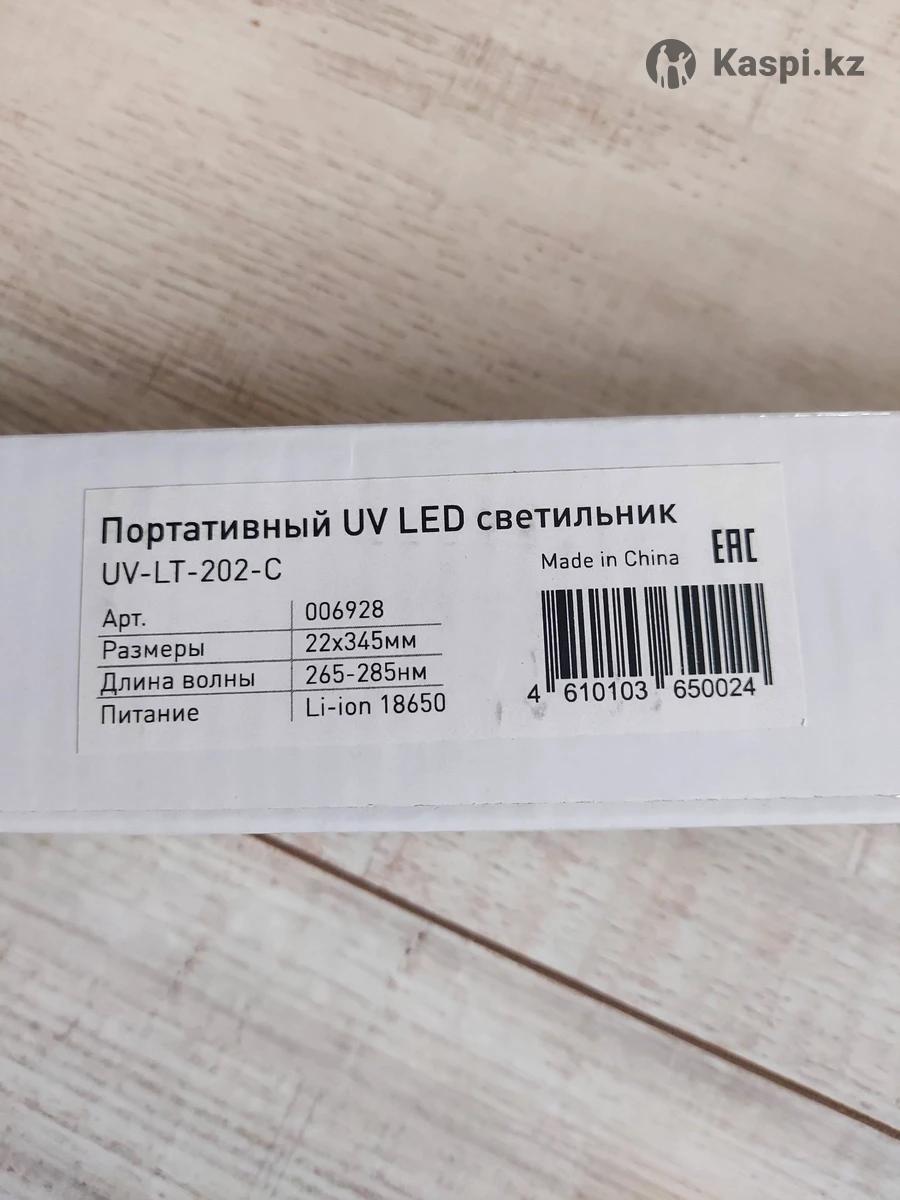 Kaspi.kz
Портативный UV LED светильник
UV-LT-202-C
Made in China
EAC
Арт. 006928
Размеры 22x345мм
Длина волны 265-285нм
Питание Li-ion 18650
4 610103 650024